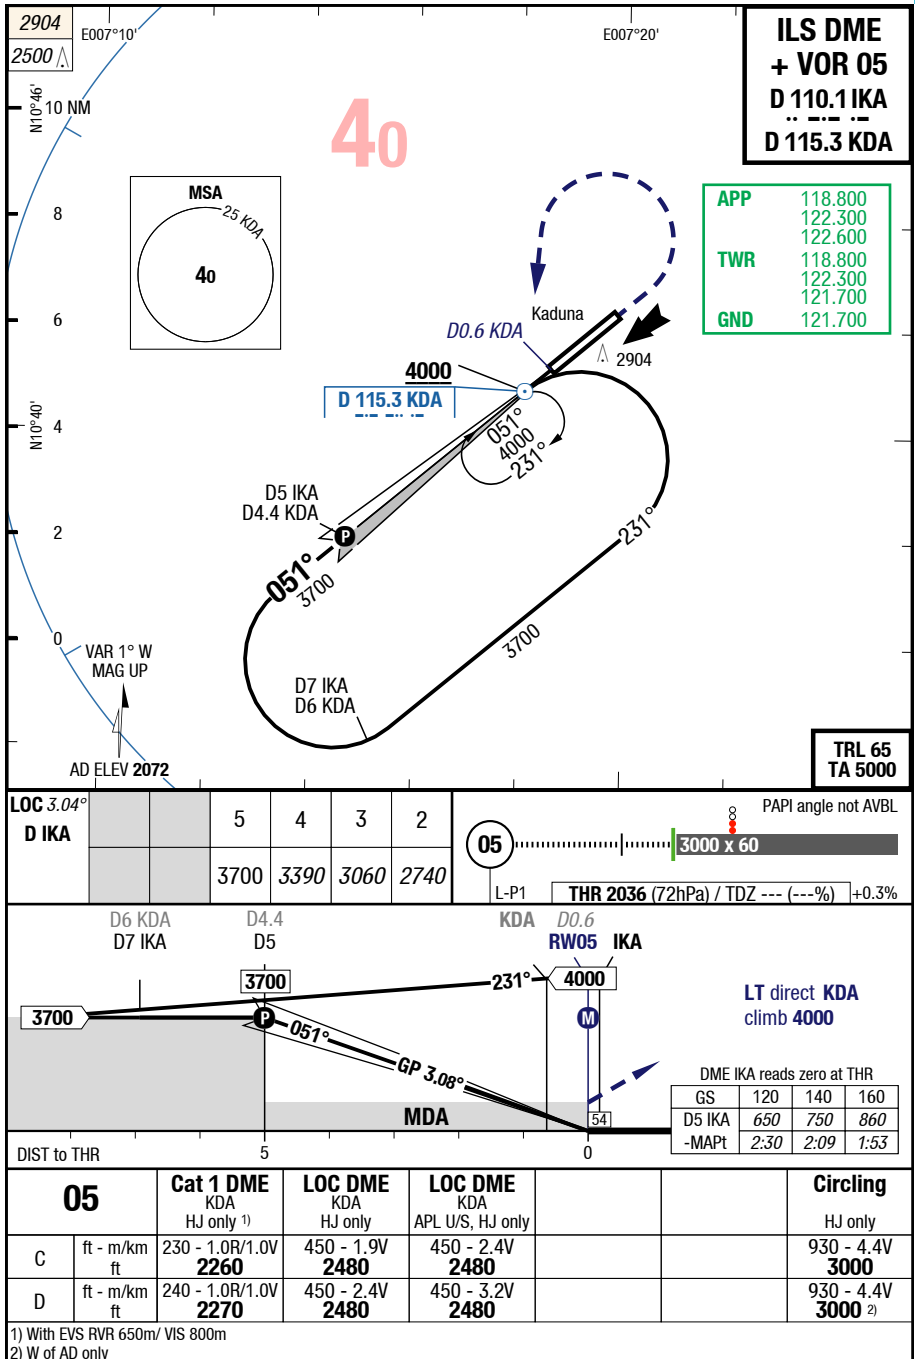 2904
2500
E007°10'
E007°20'
ILS DME
+ VOR 05
D 110.1 IKA
D 115.3 KDA
N10°46'
10 NM
40
MSA
25 KDA
40
APP 118.800
122.300
122.600
TWR 118.800
122.300
121.700
GND 121.700
8
6
Kaduna
D0.6 KDA
2904
4000
D 115.3 KDA
N10°40'
4
051°
4000
231°
D5 IKA
D4.4 KDA
P
2
231°
051°
3700
3700
0
VAR 1° W
MAG UP
D7 IKA
D6 KDA
AD ELEV 2072
TRL 65
TA 5000
LOC 3.04°
D IKA
5 4 3 2
3700 3390 3060 2740
PAPI angle not AVBL
05
3000 x 60
L-P1
THR 2036 (72hPa) / TDZ --- (---%) +0.3%
D6 KDA D4.4 KDA D0.6
D7 IKA D5 RW05 IKA
3700 231° 4000
3700
P 051°
GP 3.08°
M
LT direct KDA
climb 4000
MDA
54
DME IKA reads zero at THR
GS 120 140 160
D5 IKA 650 750 860
-MAPt 2:30 2:09 1:53
DIST to THR 5 0
05
Cat 1 DME
KDA
HJ only 1)
LOC DME
KDA
HJ only
LOC DME
KDA
APL U/S, HJ only
Circling
HJ only
C ft - m/km 230 - 1.0R/1.0V 450 - 1.9V 450 - 2.4V 930 - 4.4V
ft 2260 2480 2480 3000
D ft - m/km 240 - 1.0R/1.0V 450 - 2.4V 450 - 3.2V 930 - 4.4V
ft 2270 2480 2480 3000 2)
1) With EVS RVR 650m/ VIS 800m
2) W of AD only